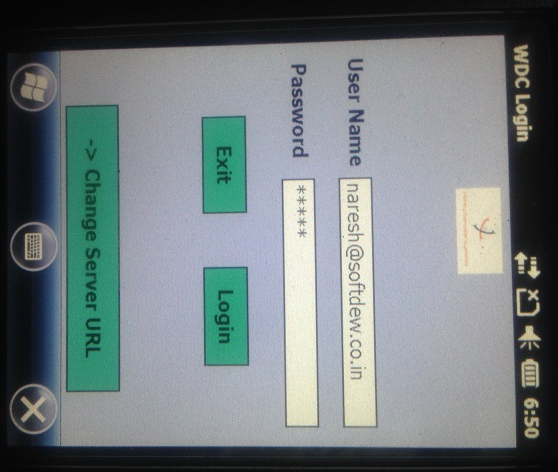 WDC Login 6:50
User Name naresh@softdew.co.in
Password *****
Exit Login
-> Change Server URL